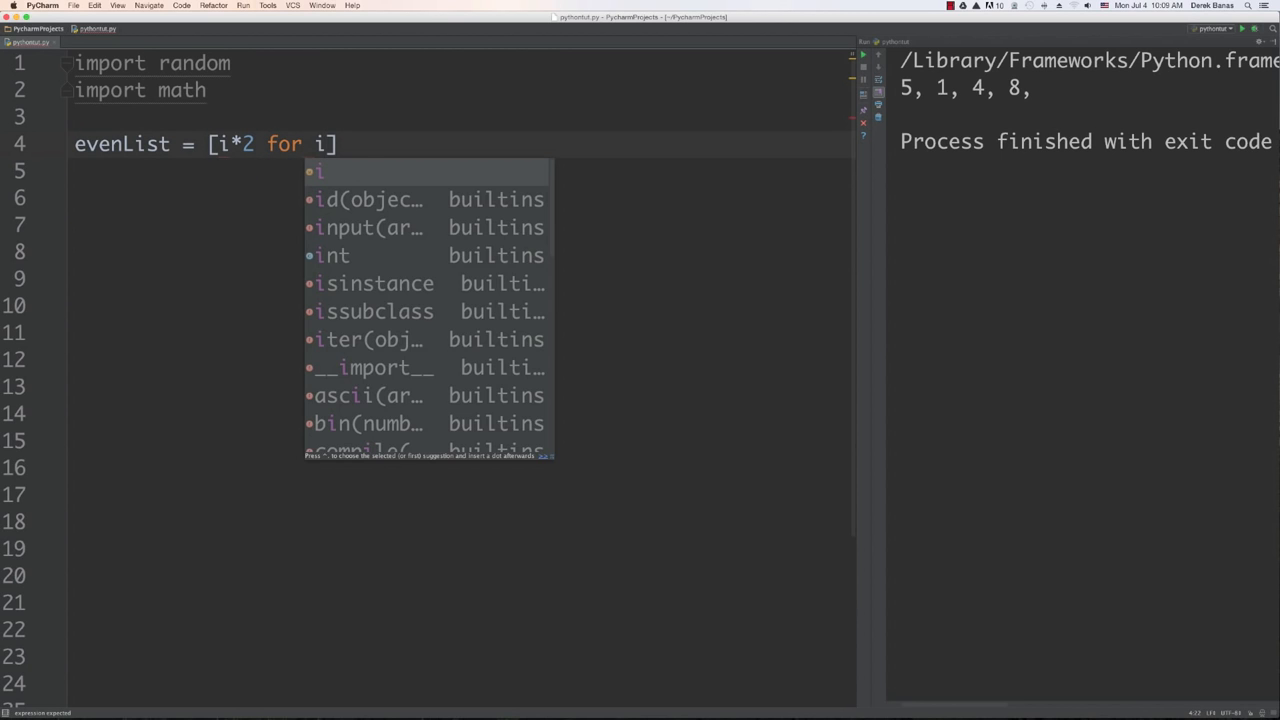 PyCharm File Edit View Navigate Code Refactor Run Tools VCS Window Help 10 Mon Jul 4 10:09 AM Derek Banas
pythontut.py - PycharmProjects - [~/PycharmProjects]
PycharmProjects pythontut.py pythontut
pythontut.py Run: pythontut
1 import random
2 import math
3
4 evenList = [i*2 for i]
5
6
7
8
9
10
11
12
13
14
15
16
17
18
19
20
21
22
23
24
25
i
id(objec… builtins
input(ar… builtins
int builtins
isinstance builti…
issubclass builti…
iter(obj… builtins
__import__ builti…
ascii(ar… builtins
bin(numb… builtins
compile(… builtins
Press ^. to choose the selected (or first) suggestion and insert a dot afterwards >>
/Library/Frameworks/Python.frame
5, 1, 4, 8,
Process finished with exit code
expression expected 4:22 LF‡ UTF-8‡